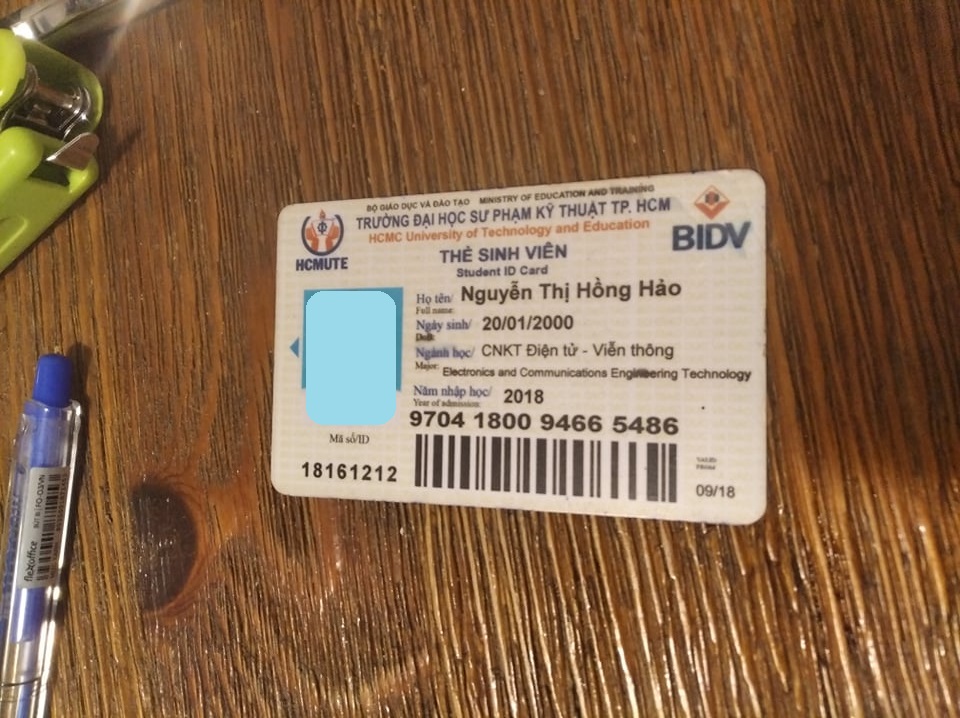 BỘ GIÁO DỤC VÀ ĐÀO TẠO MINISTRY OF EDUCATION AND TRAINING
TRƯỜNG ĐẠI HỌC SƯ PHẠM KỸ THUẬT TP. HCM
HCMC University of Technology and Education
HCMUTE
BIDV
THẺ SINH VIÊN
Student ID Card
Họ tên/ Nguyễn Thị Hồng Hảo
Full name:
Ngày sinh/ 20/01/2000
DoB:
Ngành học/ CNKT Điện tử - Viễn thông
Major: Electronics and Communications Engineering Technology
Năm nhập học/ 2018
Year of admission:
9704 1800 9466 5486
Mã số/ID
18161212
VALID FROM
09/18
flexoffice